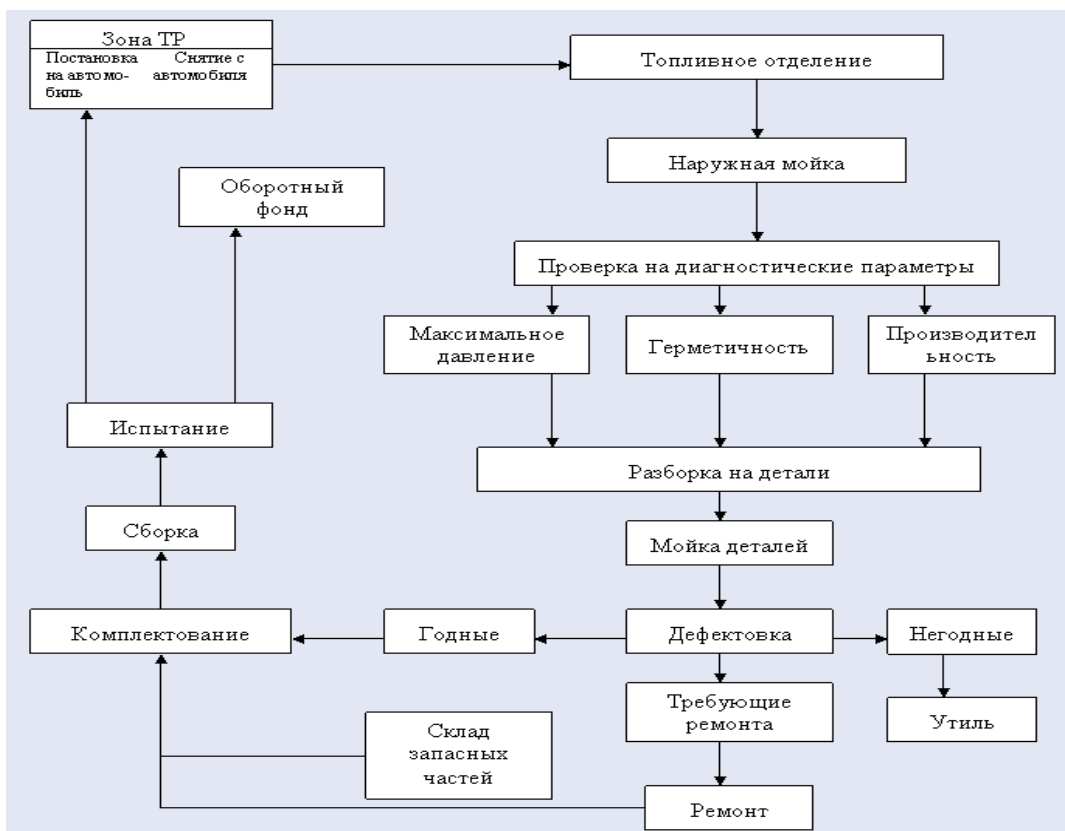 Зона ТР
Постановка Снятие с
на автомо- автомобиля
биль
Топливное отделение
Наружная мойка
Оборотный
фонд
Проверка на диагностические параметры
Максимальное
давление
Герметичность
Производител
ьность
Испытание
Разборка на детали
Сборка
Мойка деталей
Комплектование
Годные
Дефектовка
Негодные
Требующие
ремонта
Утиль
Склад
запасных
частей
Ремонт